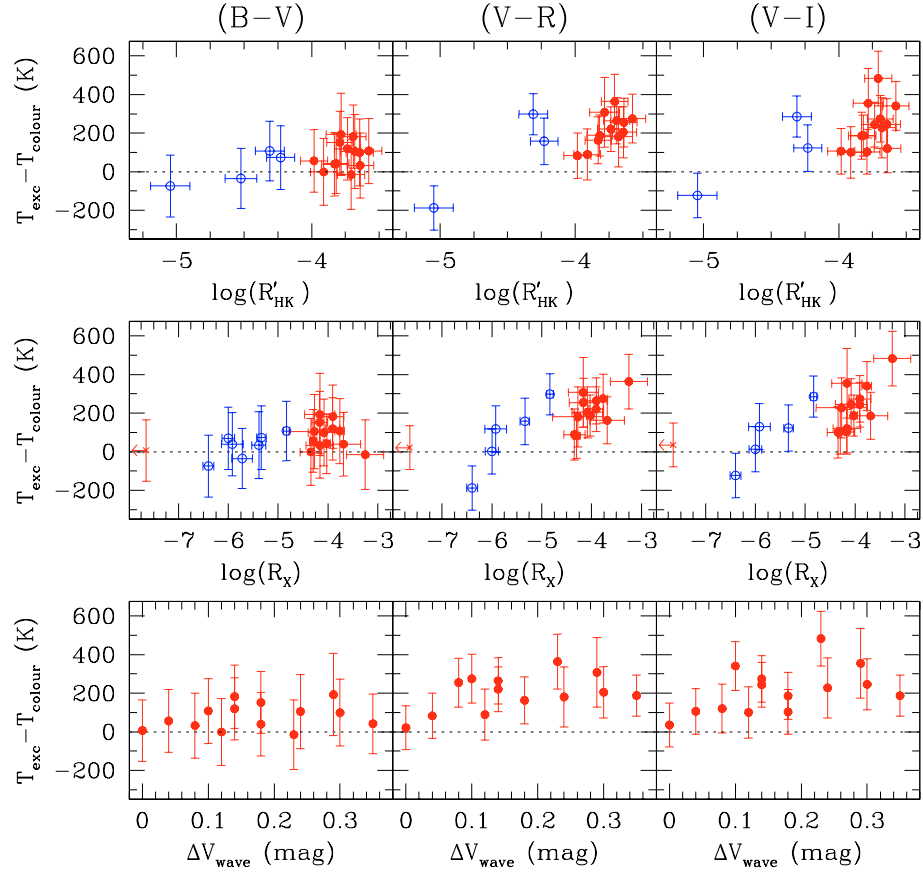 (B−V) (V−R) (V−I)
600
400
200
0
−200
T_exc−T_colour (K)
−5 −4 −5 −4 −5 −4
log(R′_HK) log(R′_HK) log(R′_HK)
600
400
200
0
−200
T_exc−T_colour (K)
−7 −6 −5 −4 −3 −7 −6 −5 −4 −3 −7 −6 −5 −4 −3
log(R_X) log(R_X) log(R_X)
600
400
200
0
−200
T_exc−T_colour (K)
0 0.1 0.2 0.3 0 0.1 0.2 0.3 0 0.1 0.2 0.3
ΔV_wave (mag) ΔV_wave (mag) ΔV_wave (mag)